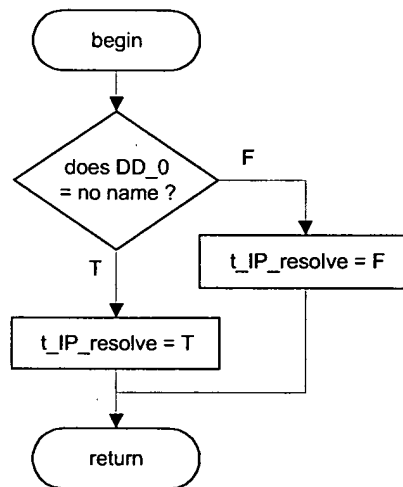 begin
does DD_0
= no name ?
F
T
t_IP_resolve = F
t_IP_resolve = T
return